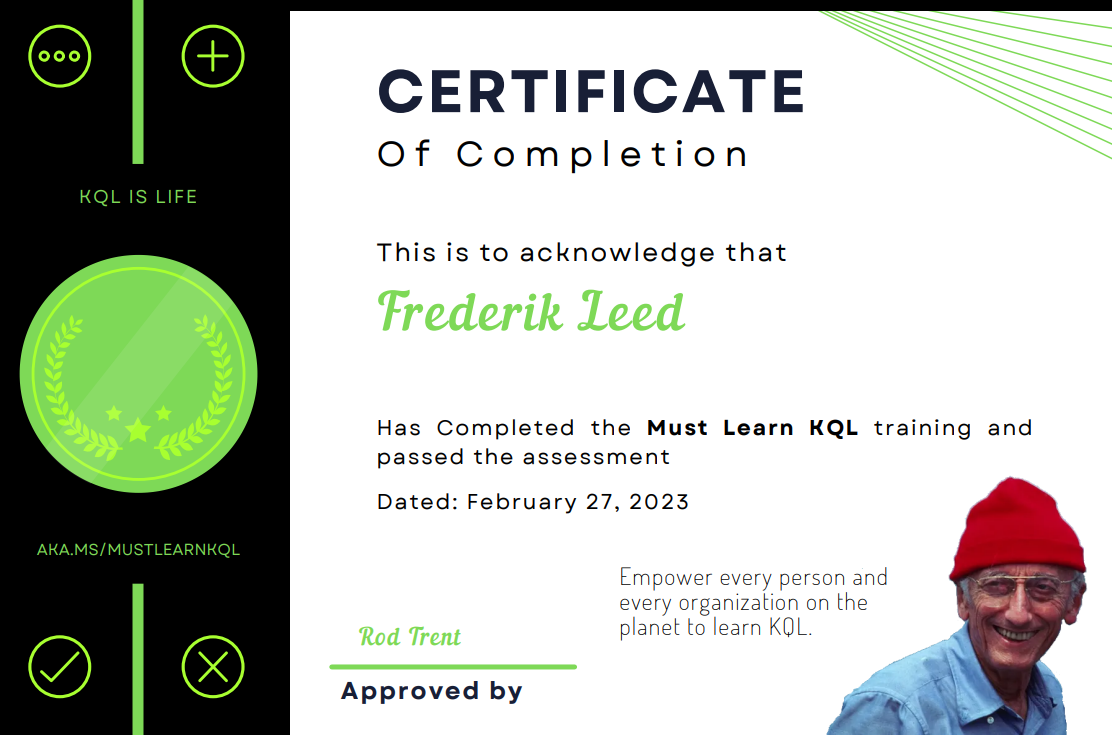 KQL IS LIFE
AKA.MS/MUSTLEARNKQL
CERTIFICATE
Of Completion
This is to acknowledge that
Frederik Leed
Has Completed the Must Learn KQL training and
passed the assessment
Dated: February 27, 2023
Empower every person and
every organization on the
planet to learn KQL.
Rod Trent
Approved by